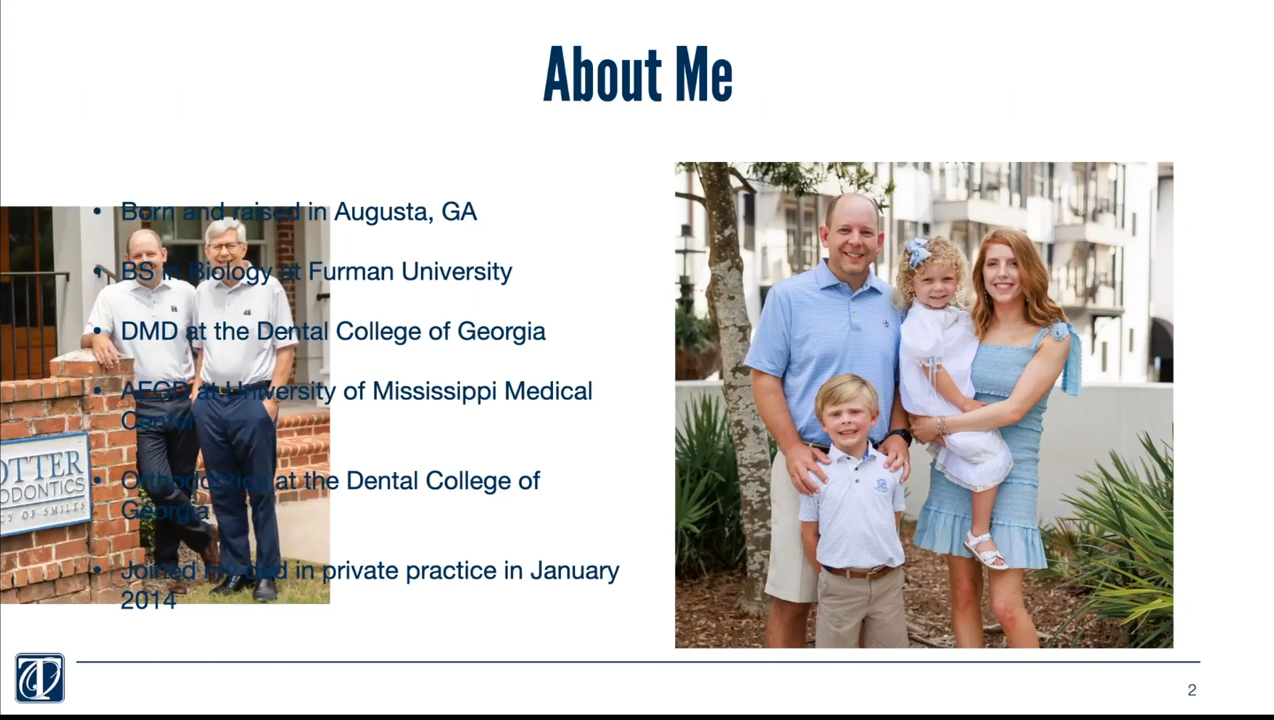 About Me
• Born and raised in Augusta, GA
• BS in Biology at Furman University
• DMD at the Dental College of Georgia
• AEGD at University of Mississippi Medical
Center
• Orthodontics at the Dental College of
Georgia
• Joined my dad in private practice in January
2014
OTTER
ODONTICS
CY OF SMILES
2